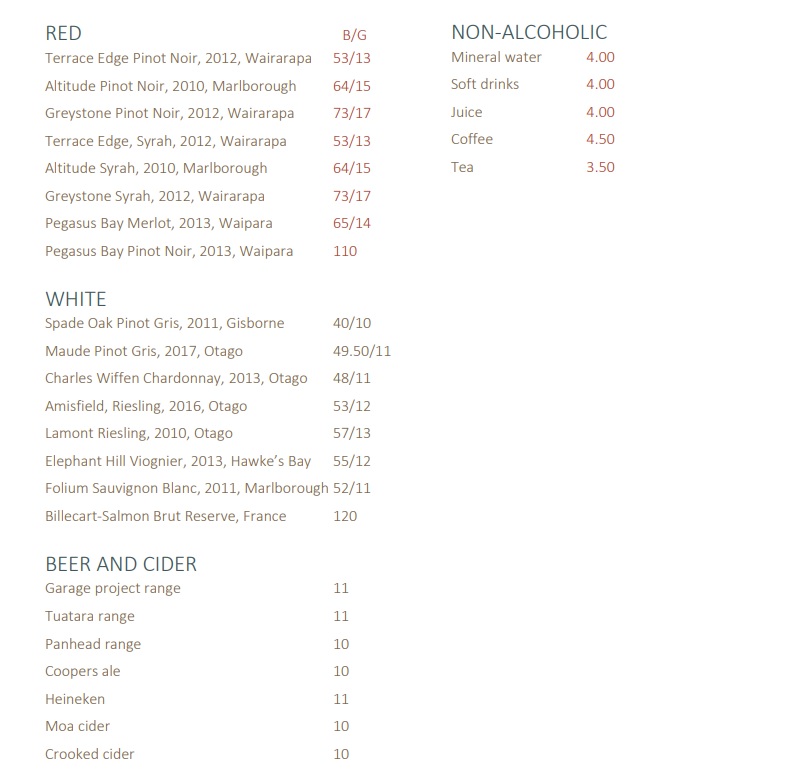 RED B/G
Terrace Edge Pinot Noir, 2012, Wairarapa 53/13
Altitude Pinot Noir, 2010, Marlborough 64/15
Greystone Pinot Noir, 2012, Wairarapa 73/17
Terrace Edge, Syrah, 2012, Wairarapa 53/13
Altitude Syrah, 2010, Marlborough 64/15
Greystone Syrah, 2012, Wairarapa 73/17
Pegasus Bay Merlot, 2013, Waipara 65/14
Pegasus Bay Pinot Noir, 2013, Waipara 110
WHITE
Spade Oak Pinot Gris, 2011, Gisborne 40/10
Maude Pinot Gris, 2017, Otago 49.50/11
Charles Wiffen Chardonnay, 2013, Otago 48/11
Amisfield, Riesling, 2016, Otago 53/12
Lamont Riesling, 2010, Otago 57/13
Elephant Hill Viognier, 2013, Hawke’s Bay 55/12
Folium Sauvignon Blanc, 2011, Marlborough 52/11
Billecart-Salmon Brut Reserve, France 120
BEER AND CIDER
Garage project range 11
Tuatara range 11
Panhead range 10
Coopers ale 10
Heineken 11
Moa cider 10
Crooked cider 10
NON-ALCOHOLIC
Mineral water 4.00
Soft drinks 4.00
Juice 4.00
Coffee 4.50
Tea 3.50